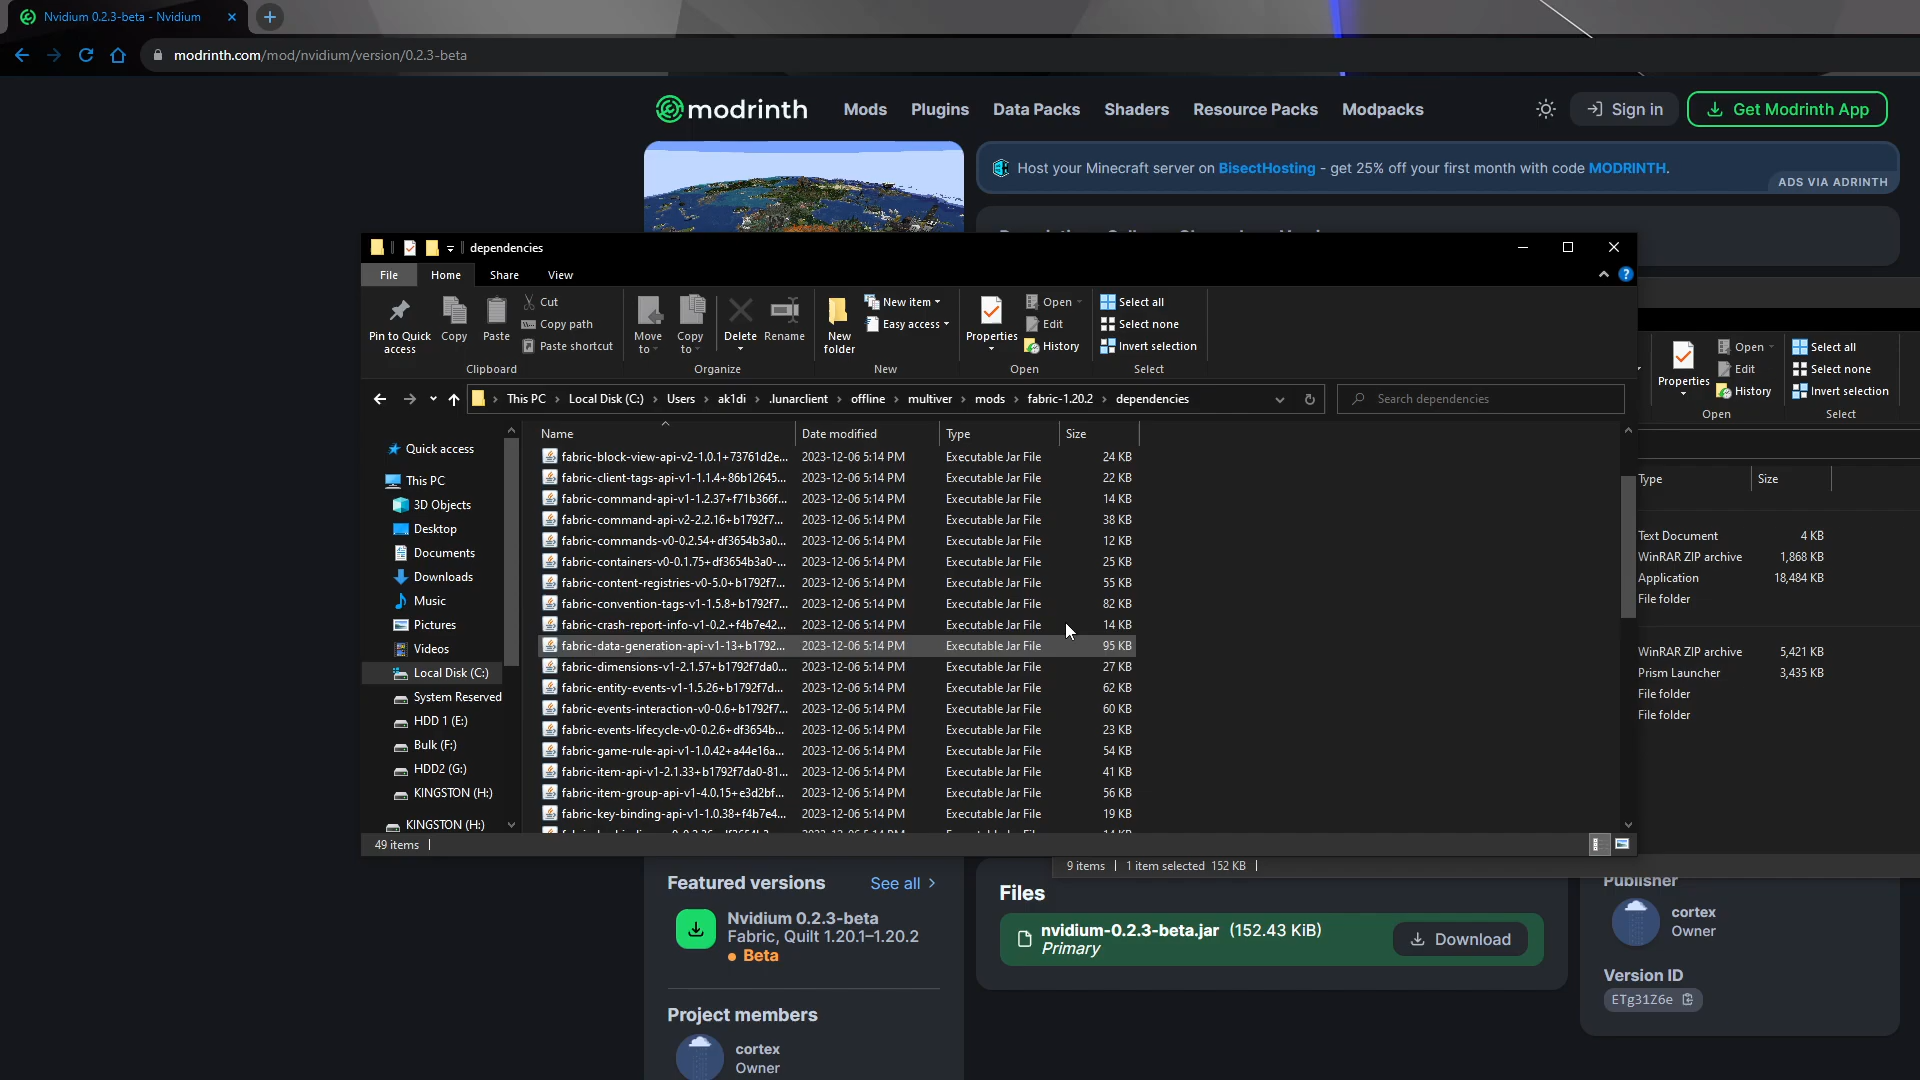 Nvidium 0.2.3-beta - Nvidium
modrinth.com/mod/nvidium/version/0.2.3-beta
modrinth
Mods
Plugins
Data Packs
Shaders
Resource Packs
Modpacks
Sign in
Get Modrinth App
Host your Minecraft server on BisectHosting - get 25% off your first month with code MODRINTH.
ADS VIA ADRINTH
dependencies
File
Home
Share
View
Pin to Quick access
Copy
Paste
Cut
Copy path
Paste shortcut
Clipboard
Move to
Copy to
Delete
Rename
Organize
New folder
New item
Easy access
New
Properties
Open
Edit
History
Open
Select all
Select none
Invert selection
Select
Properties
Open
Edit
History
Open
Select all
Select none
Invert selection
Select
This PC > Local Disk (C:) > Users > ak1di > .lunarclient > offline > multiver > mods > fabric-1.20.2 > dependencies
Search dependencies
Quick access
This PC
3D Objects
Desktop
Documents
Downloads
Music
Pictures
Videos
Local Disk (C:)
System Reserved
HDD 1 (E:)
Bulk (F:)
HDD2 (G:)
KINGSTON (H:)
KINGSTON (H:)
Name Date modified Type Size
fabric-block-view-api-v2-1.0.1+73761d2e... 2023-12-06 5:14 PM Executable Jar File 24 KB
fabric-client-tags-api-v1-1.1.4+86b12645... 2023-12-06 5:14 PM Executable Jar File 22 KB
fabric-command-api-v1-1.2.37+f71b366f... 2023-12-06 5:14 PM Executable Jar File 14 KB
fabric-command-api-v2-2.2.16+b1792f7... 2023-12-06 5:14 PM Executable Jar File 38 KB
fabric-commands-v0-0.2.54+df3654b3a0... 2023-12-06 5:14 PM Executable Jar File 12 KB
fabric-containers-v0-0.1.75+df3654b3a0-... 2023-12-06 5:14 PM Executable Jar File 25 KB
fabric-content-registries-v0-5.0+b1792f7... 2023-12-06 5:14 PM Executable Jar File 55 KB
fabric-convention-tags-v1-1.5.8+b1792f7... 2023-12-06 5:14 PM Executable Jar File 82 KB
fabric-crash-report-info-v1-0.2.+f4b7e42... 2023-12-06 5:14 PM Executable Jar File 14 KB
fabric-data-generation-api-v1-13+b1792... 2023-12-06 5:14 PM Executable Jar File 95 KB
fabric-dimensions-v1-2.1.57+b1792f7da0... 2023-12-06 5:14 PM Executable Jar File 27 KB
fabric-entity-events-v1-1.5.26+b1792f7d... 2023-12-06 5:14 PM Executable Jar File 62 KB
fabric-events-interaction-v0-0.6+b1792f7... 2023-12-06 5:14 PM Executable Jar File 60 KB
fabric-events-lifecycle-v0-0.2.6+df3654b... 2023-12-06 5:14 PM Executable Jar File 23 KB
fabric-game-rule-api-v1-1.0.42+a44e16a... 2023-12-06 5:14 PM Executable Jar File 54 KB
fabric-item-api-v1-2.1.33+b1792f7da0-81... 2023-12-06 5:14 PM Executable Jar File 41 KB
fabric-item-group-api-v1-4.0.15+e3d2bf... 2023-12-06 5:14 PM Executable Jar File 56 KB
fabric-key-binding-api-v1-1.0.38+f4b7e4... 2023-12-06 5:14 PM Executable Jar File 19 KB
49 items
Type Size
Text Document 4 KB
WinRAR ZIP archive 1,868 KB
Application 18,484 KB
File folder
WinRAR ZIP archive 5,421 KB
Prism Launcher 3,435 KB
File folder
File folder
9 items 1 item selected 152 KB
Featured versions
See all
Nvidium 0.2.3-beta
Fabric, Quilt 1.20.1–1.20.2
Beta
Project members
cortex
Owner
Files
nvidium-0.2.3-beta.jar (152.43 KiB)
Primary
Download
Publisher
cortex
Owner
Version ID
ETg31Z6e